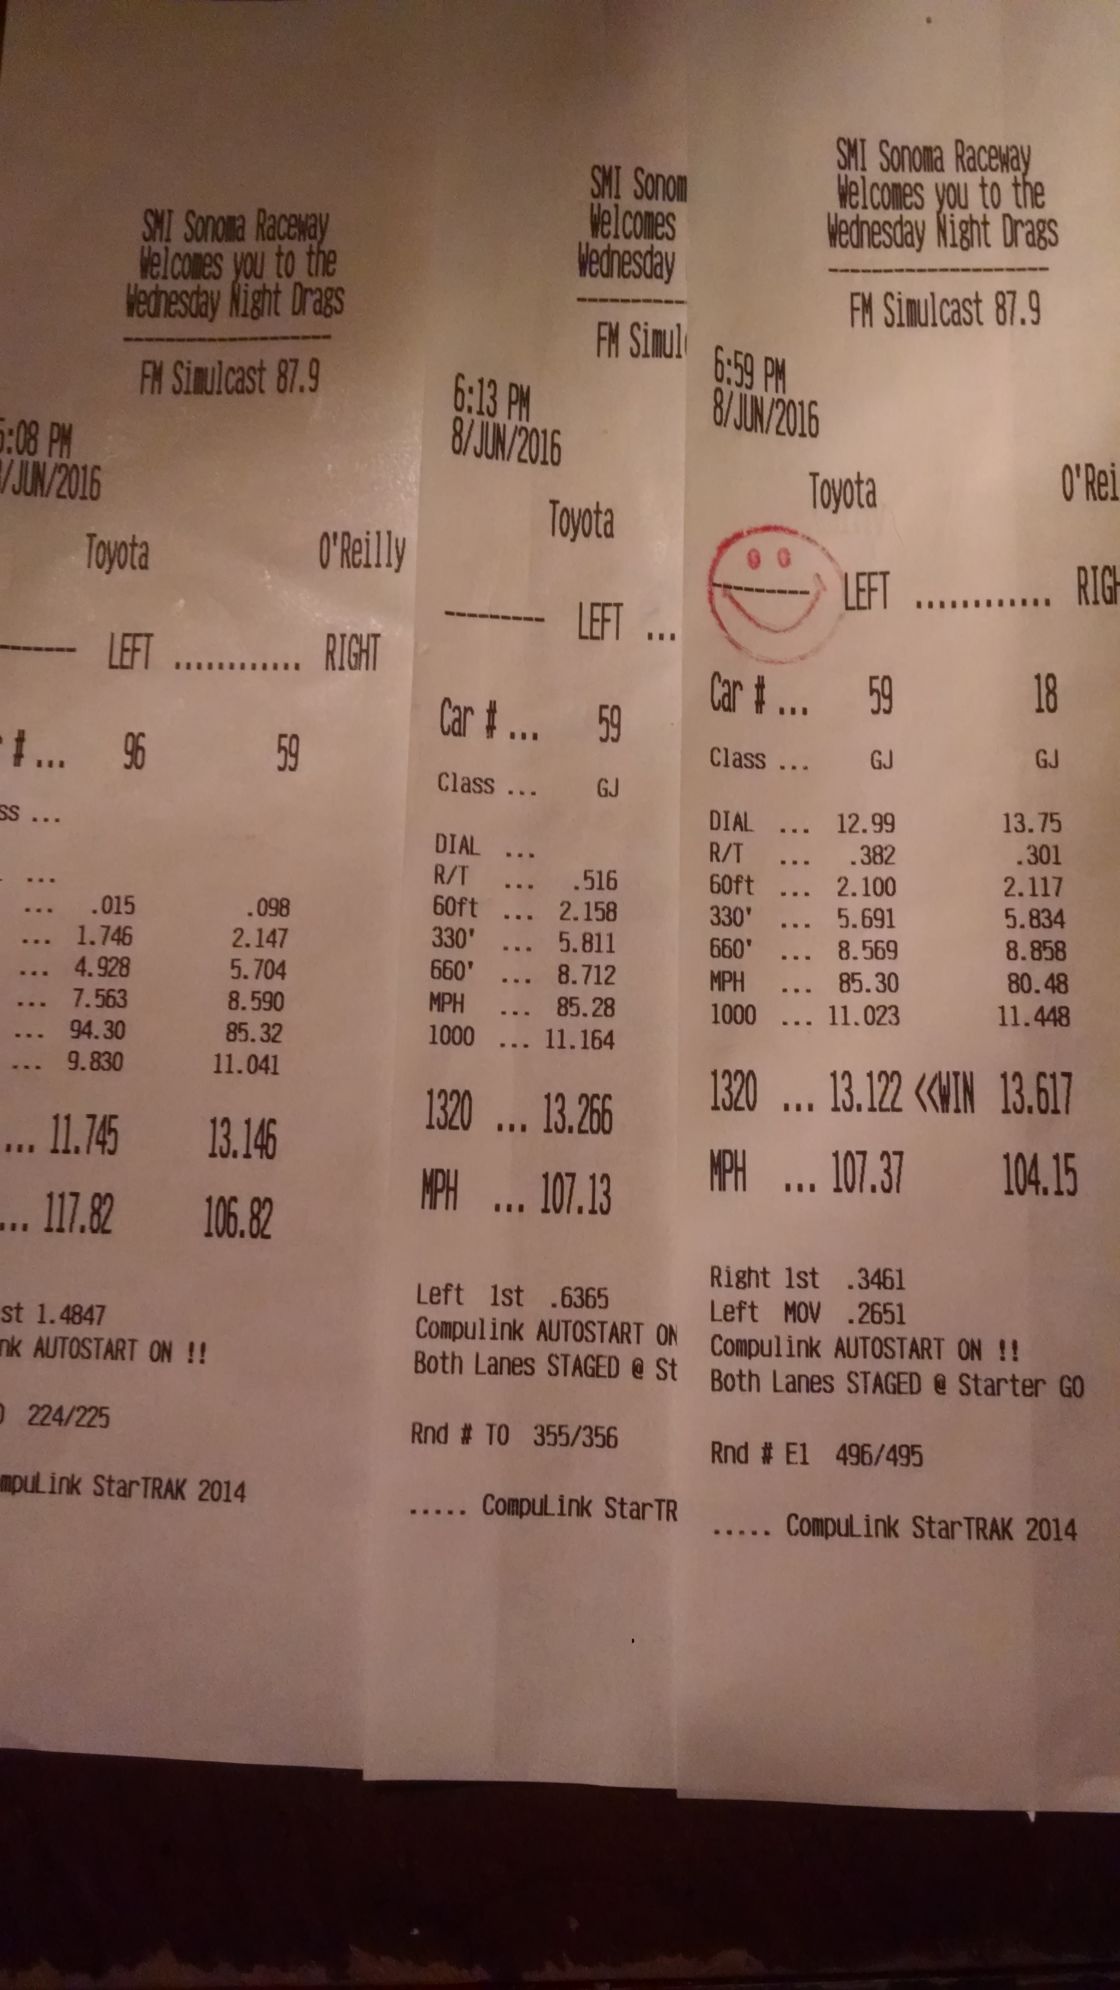 SMI Sonoma Raceway
Welcomes you to the
Wednesday Night Drags
--------------------
FM Simulcast 87.9
:08 PM
/JUN/2016
Toyota O'Reilly
------- LEFT ............ RIGHT
# ... 96 59
ss ...
...
... .015 .098
... 1.746 2.147
... 4.928 5.704
... 7.563 8.590
... 94.30 85.32
... 9.830 11.041
... 11.745 13.146
... 117.82 106.82
st 1.4847
nk AUTOSTART ON !!
224/225
mpuLink StarTRAK 2014
SMI Sonom
Welcomes
Wednesday
----------
FM Simul
6:13 PM
8/JUN/2016
Toyota
--------- LEFT ...
Car # ... 59
Class ... GJ
DIAL ...
R/T ... .516
60ft ... 2.158
330' ... 5.811
660' ... 8.712
MPH ... 85.28
1000 ... 11.164
1320 ... 13.266
MPH ... 107.13
Left 1st .6365
Compulink AUTOSTART ON
Both Lanes STAGED @ St
Rnd # TO 355/356
..... CompuLink StarTR
SMI Sonoma Raceway
Welcomes you to the
Wednesday Night Drags
--------------------
FM Simulcast 87.9
6:59 PM
8/JUN/2016
Toyota O'Rei
--------- LEFT ............ RIGH
Car # ... 59 18
Class ... GJ GJ
DIAL ... 12.99 13.75
R/T ... .382 .301
60ft ... 2.100 2.117
330' ... 5.691 5.834
660' ... 8.569 8.858
MPH ... 85.30 80.48
1000 ... 11.023 11.448
1320 ... 13.122 <<WIN 13.617
MPH ... 107.37 104.15
Right 1st .3461
Left MOV .2651
Compulink AUTOSTART ON !!
Both Lanes STAGED @ Starter GO
Rnd # E1 496/495
..... CompuLink StarTRAK 2014